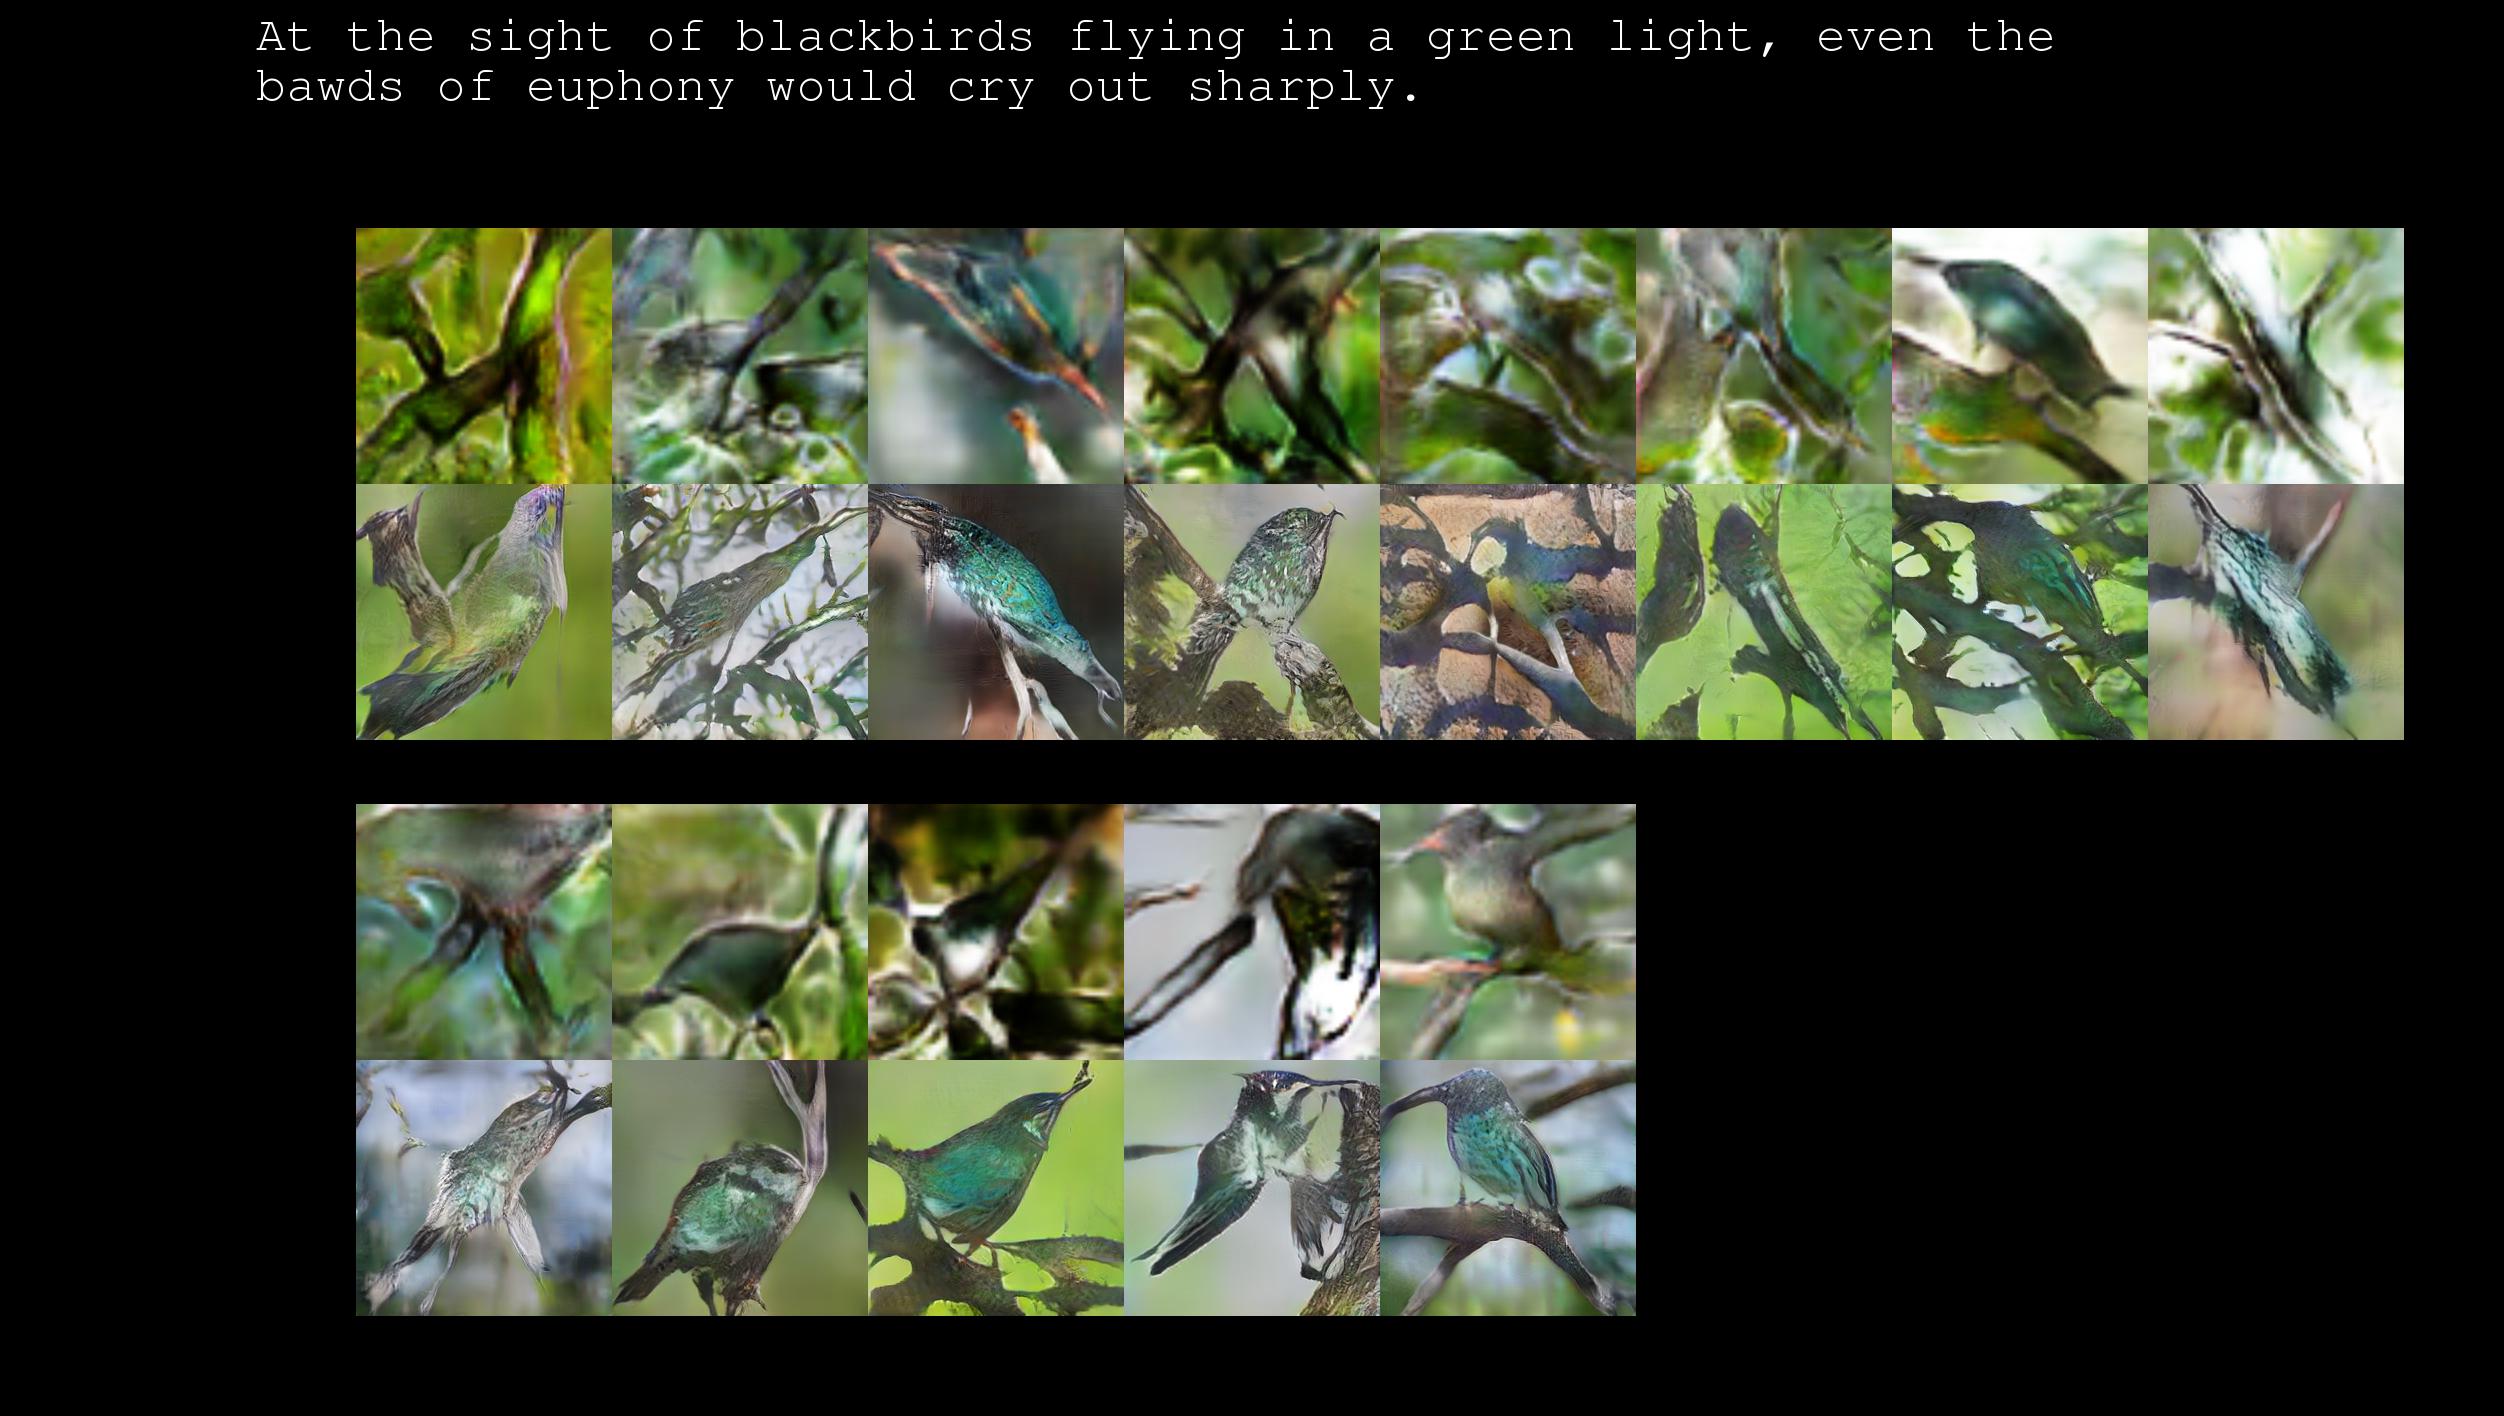 At the sight of blackbirds flying in a green light, even the
bawds of euphony would cry out sharply.